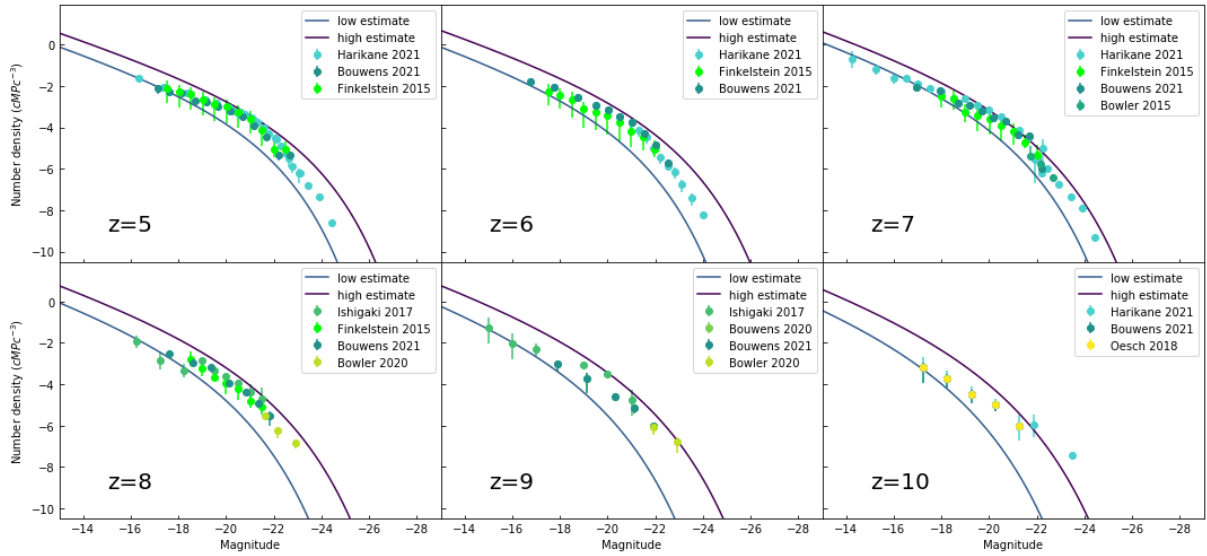 low estimate
high estimate
Harikane 2021
Bouwens 2021
Finkelstein 2015
z=5
Number density (cMPc⁻³)
0
−2
−4
−6
−8
−10
low estimate
high estimate
Harikane 2021
Finkelstein 2015
Bouwens 2021
z=6
low estimate
high estimate
Harikane 2021
Finkelstein 2015
Bouwens 2021
Bowler 2015
z=7
low estimate
high estimate
Ishigaki 2017
Finkelstein 2015
Bouwens 2021
Bowler 2020
z=8
Number density (cMPc⁻³)
0
−2
−4
−6
−8
−10
−14 −16 −18 −20 −22 −24 −26 −28
Magnitude
low estimate
high estimate
Ishigaki 2017
Bouwens 2020
Bouwens 2021
Bowler 2020
z=9
−14 −16 −18 −20 −22 −24 −26 −28
Magnitude
low estimate
high estimate
Harikane 2021
Bouwens 2021
Oesch 2018
z=10
−14 −16 −18 −20 −22 −24 −26 −28
Magnitude